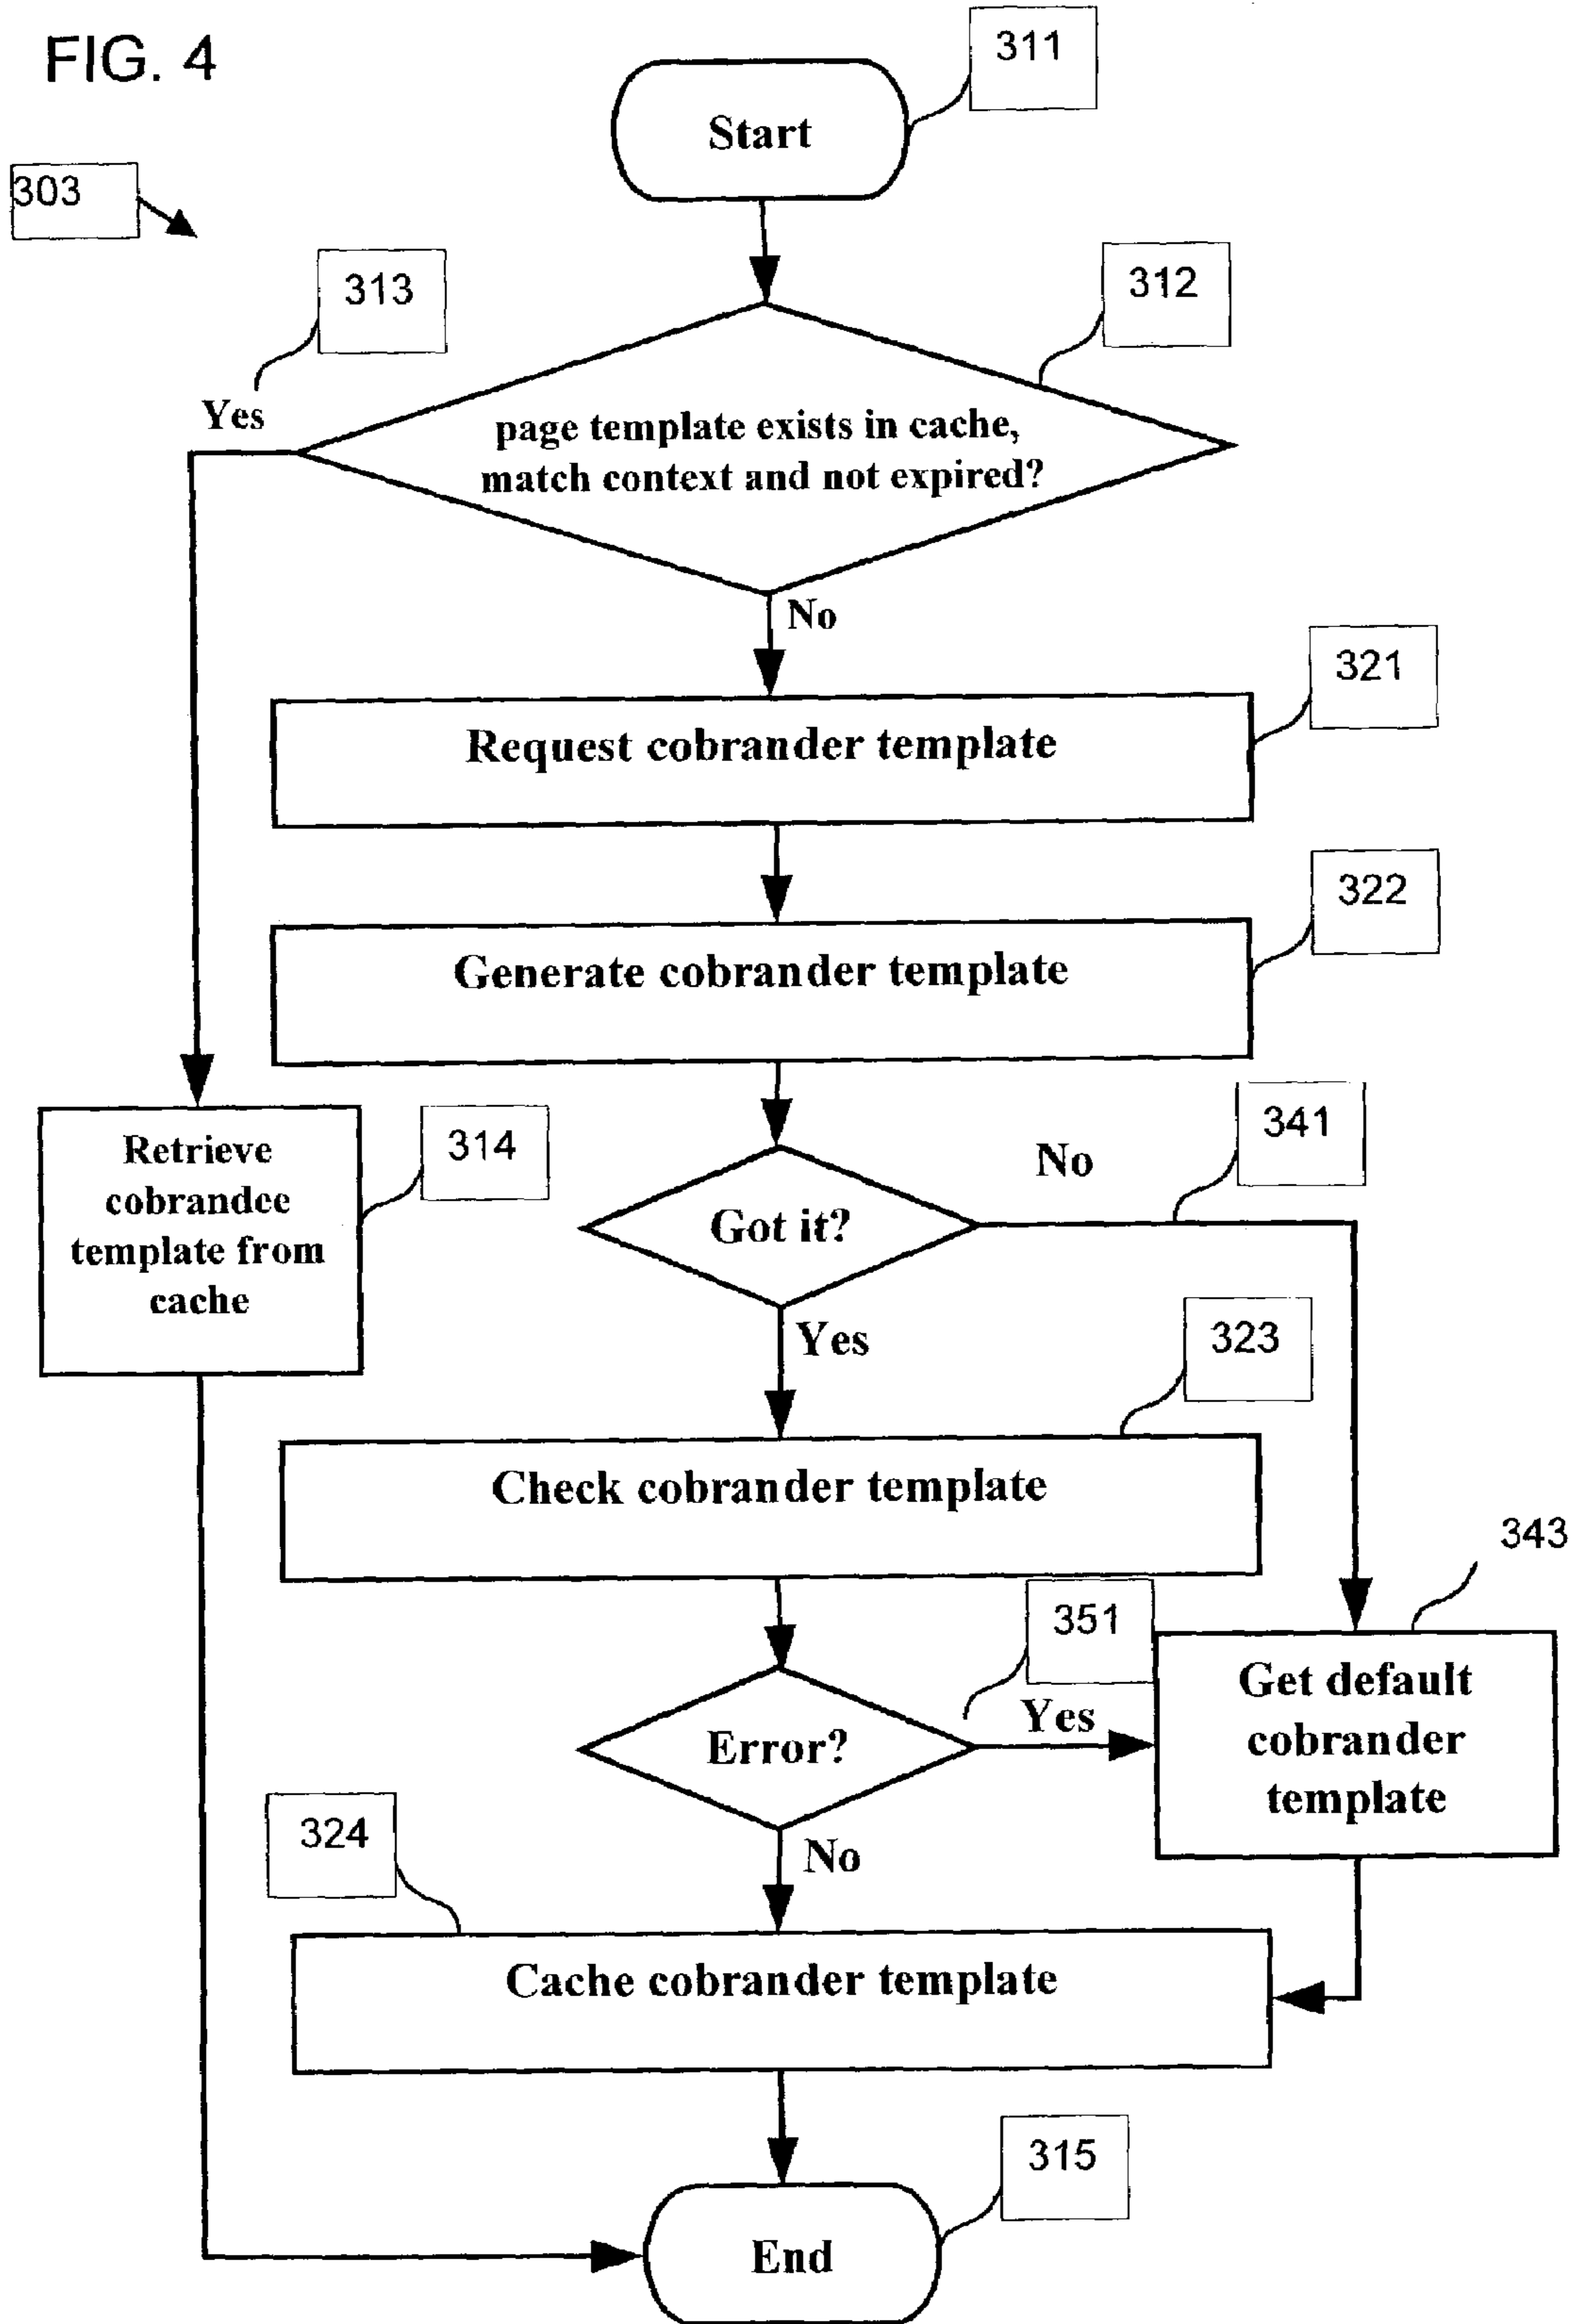 FIG. 4
311
Start
303
313
312
Yes
page template exists in cache,
match context and not expired?
No
321
Request cobrander template
322
Generate cobrander template
341
No
314
Retrieve
cobrandee
template from
cache
Got it?
323
Yes
Check cobrander template
343
351
Get default
cobrander
template
Yes
Error?
324
No
Cache cobrander template
315
End